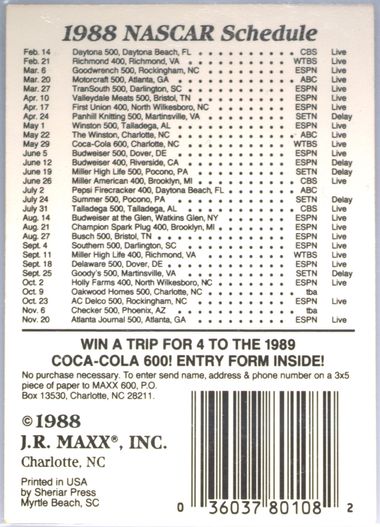 1988 NASCAR Schedule
Feb. 14 Daytona 500, Daytona Beach, FL CBS Live
Feb. 21 Richmond 400, Richmond, VA WTBS Live
Mar. 6 Goodwrench 500, Rockingham, NC ESPN Live
Mar. 20 Motorcraft 500, Atlanta, GA ABC Live
Mar. 27 TranSouth 500, Darlington, SC ESPN Live
Apr. 10 Valleydale Meats 500, Bristol, TN ESPN Live
Apr. 17 First Union 400, North Wilkesboro, NC ESPN Live
Apr. 24 Panhill Knitting 500, Martinsville, VA SETN Delay
May 1 Winston 500, Talladega, AL ESPN Live
May 22 The Winston, Charlotte, NC ABC Live
May 29 Coca-Cola 600, Charlotte, NC WTBS Live
June 5 Budweiser 500, Dover, DE ESPN Live
June 12 Budweiser 400, Riverside, CA ESPN Delay
June 19 Miller High Life 500, Pocono, PA SETN Delay
June 26 Miller American 400, Brooklyn, MI CBS Live
July 2 Pepsi Firecracker 400, Daytona Beach, FL ABC
July 24 Summer 500, Pocono, PA SETN Delay
July 31 Talladega 500, Talladega, AL CBS Live
Aug. 14 Budweiser at the Glen, Watkins Glen, NY ESPN Live
Aug. 21 Champion Spark Plug 400, Brooklyn, MI ESPN Live
Aug. 27 Busch 500, Bristol, TN ESPN Live
Sept. 4 Southern 500, Darlington, SC ESPN Live
Sept. 11 Miller High Life 400, Richmond, VA WTBS Live
Sept. 18 Delaware 500, Dover, DE ESPN Live
Sept. 25 Goody's 500, Martinsville, VA SETN Delay
Oct. 2 Holly Farms 400, North Wilkesboro, NC ESPN Live
Oct. 9 Oakwood Homes 500, Charlotte, NC tba
Oct. 23 AC Delco 500, Rockingham, NC ESPN Live
Nov. 6 Checker 500, Phoenix, AZ tba
Nov. 20 Atlanta Journal 500, Atlanta, GA ESPN Live
WIN A TRIP FOR 4 TO THE 1989
COCA-COLA 600! ENTRY FORM INSIDE!
No purchase necessary. To enter send name, address & phone number on a 3x5
piece of paper to MAXX 600, P.O.
Box 13530, Charlotte, NC 28211.
©1988
J.R. MAXX®, INC.
Charlotte, NC
Printed in USA
by Sheriar Press
Myrtle Beach, SC
0 36037 80108 2